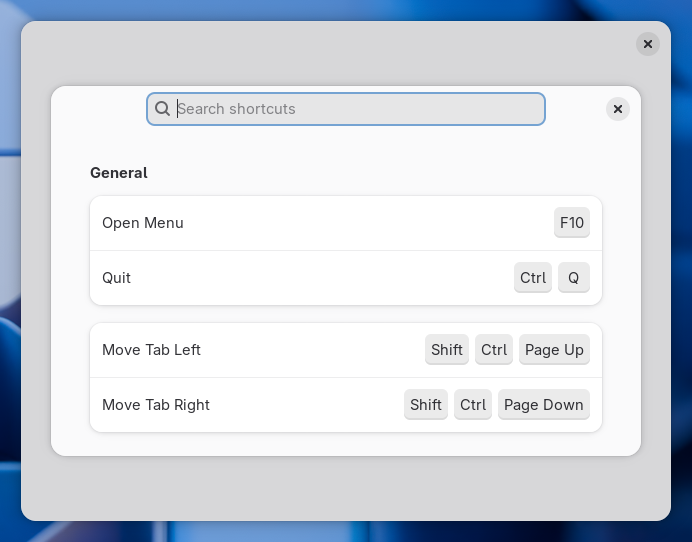 Search shortcuts
General
Open Menu F10
Quit Ctrl Q
Move Tab Left Shift Ctrl Page Up
Move Tab Right Shift Ctrl Page Down